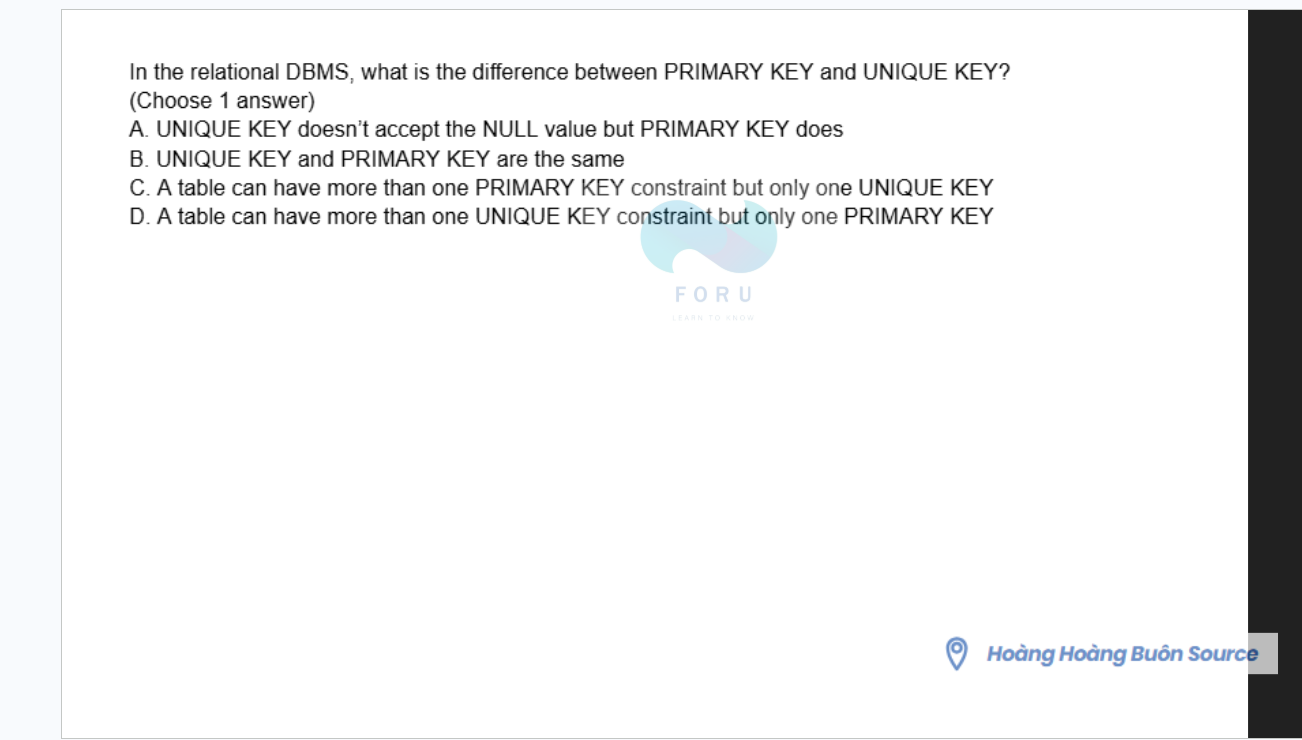 In the relational DBMS, what is the difference between PRIMARY KEY and UNIQUE KEY?
(Choose 1 answer)
A. UNIQUE KEY doesn't accept the NULL value but PRIMARY KEY does
B. UNIQUE KEY and PRIMARY KEY are the same
C. A table can have more than one PRIMARY KEY constraint but only one UNIQUE KEY
D. A table can have more than one UNIQUE KEY constraint but only one PRIMARY KEY
FORU
LEARN TO KNOW
Hoàng Hoàng Buôn Source